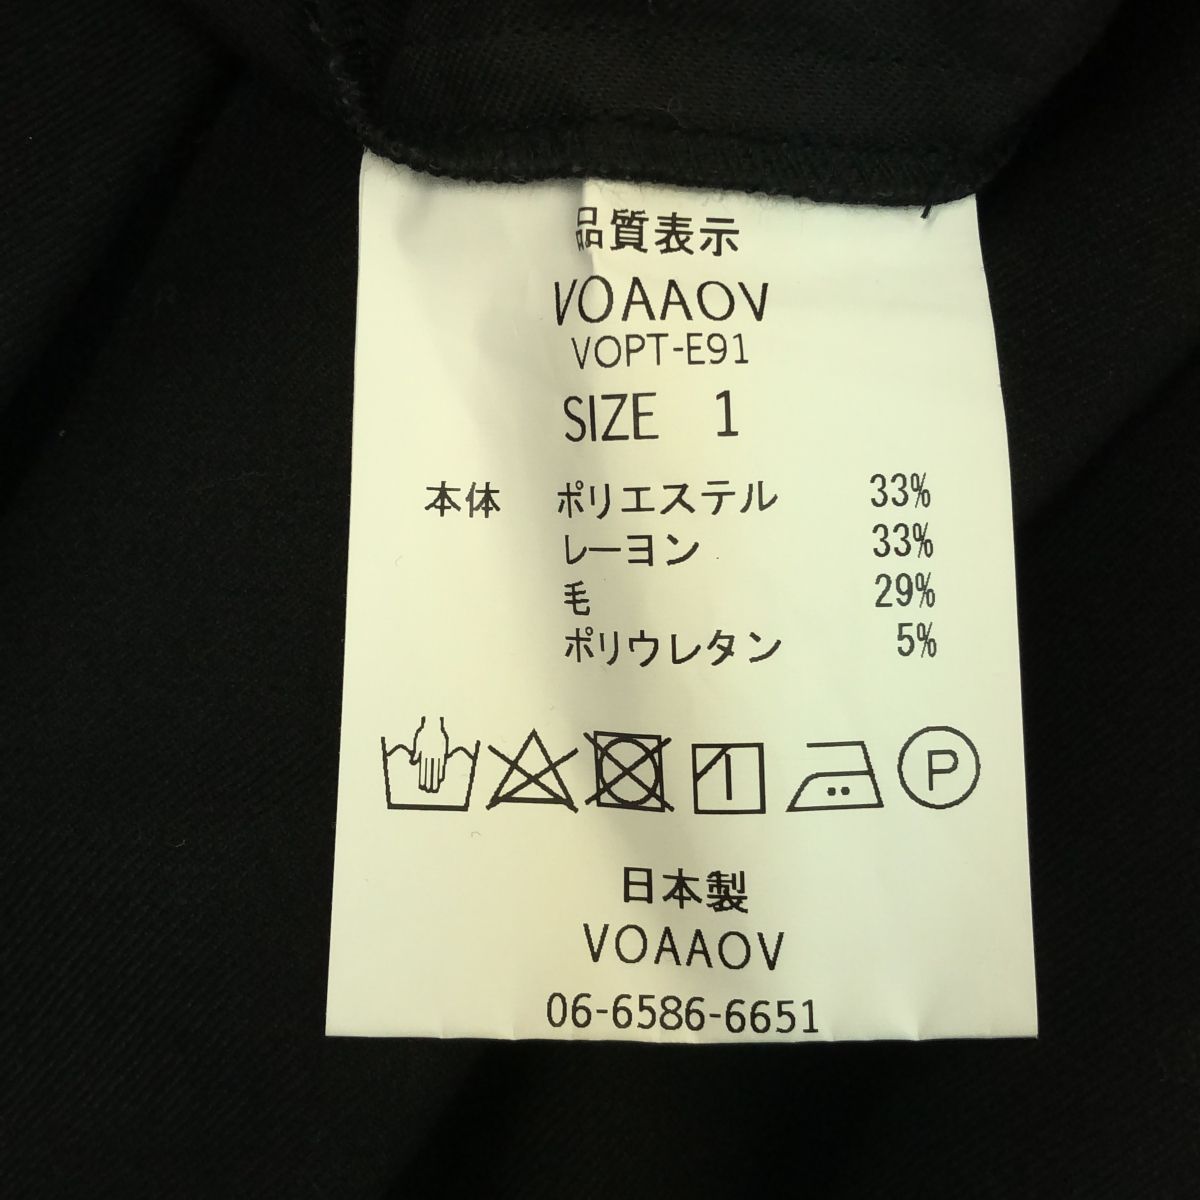 品質表示
VOAAOV
VOPT-E91
SIZE 1
本体 ポリエステル 33%
レーヨン 33%
毛 29%
ポリウレタン 5%
1 P
日本製
VOAAOV
06-6586-6651